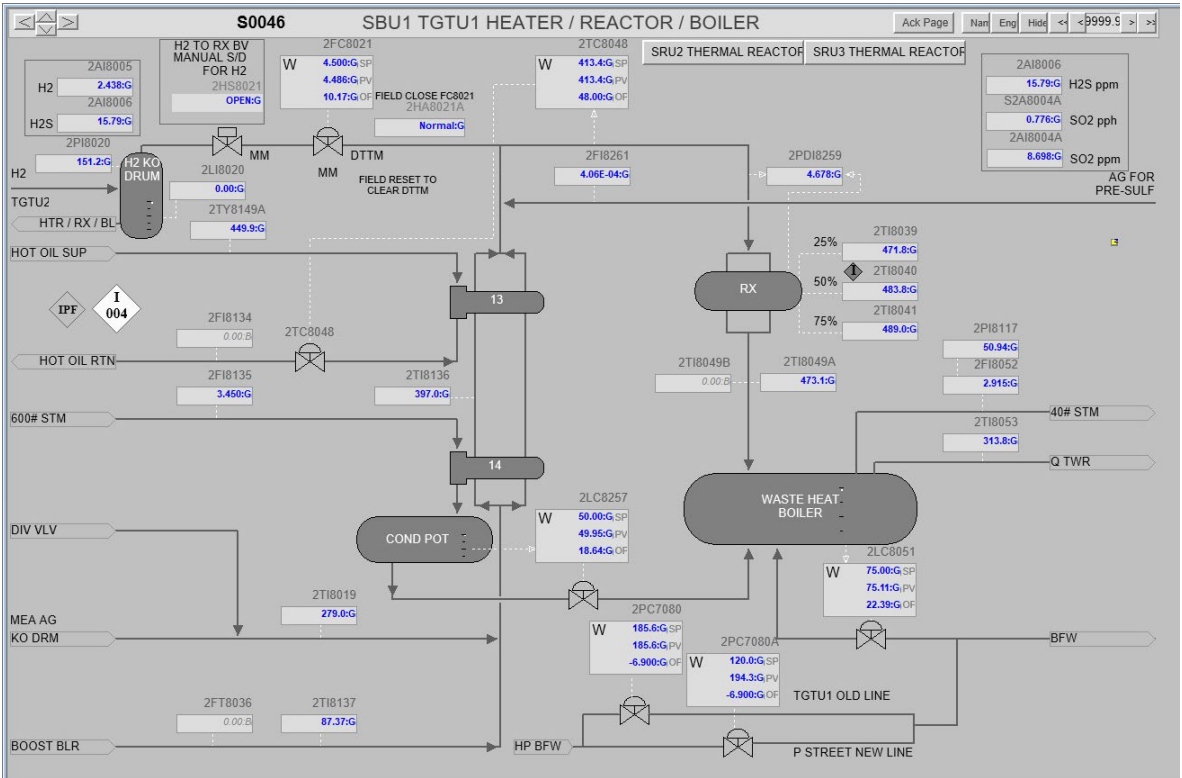 S0046
SBU1 TGTU1 HEATER / REACTOR / BOILER
Ack Page
Nan
Eng
Hide
<<
<
9999.9
>
>>
H2 TO RX BV
MANUAL S/D
FOR H2
2HS8021
OPEN:G
2FC8021
W
4.500:G SP
4.486:G PV
10.17:G OF
FIELD CLOSE FC8021
2HA8021A
Normal:G
2TC8048
W
413.4:G SP
413.4:G PV
48.00:G OF
SRU2 THERMAL REACTOR
SRU3 THERMAL REACTOR
2AI8006
15.79:G H2S ppm
S2A8004A
0.776:G SO2 pph
2AI8004A
8.698:G SO2 ppm
2AI8005
H2 2.438:G
2AI8006
H2S 15.79:G
2PI8020
151.2:G
H2
H2 KO
DRUM
2LI8020
0.00:G
MM
MM
DTTM
FIELD RESET TO
CLEAR DTTM
2FI8261
4.06E-04:G
2PDI8259
4.678:G
AG FOR
PRE-SULF
TGTU2
HTR / RX / BL
2TY8149A
449.9:G
HOT OIL SUP
13
RX
25%
2TI8039
471.8:G
I
50%
2TI8040
483.8:G
75%
2TI8041
489.0:G
IPF
I
004
2FI8134
0.00:B
2TC8048
HOT OIL RTN
2FI8135
3.450:G
2TI8136
397.0:G
2TI8049B
0.00:B
2TI8049A
473.1:G
2PI8117
50.94:G
2FI8052
2.915:G
600# STM
40# STM
2TI8053
313.8:G
Q TWR
14
WASTE HEAT
BOILER
2LC8257
W
50.00:G SP
49.95:G PV
18.64:G OF
DIV VLV
COND POT
2LC8051
W
75.00:G SP
75.11:G PV
22.39:G OF
2TI8019
279.0:G
MEA AG
KO DRM
2PC7080
W
185.6:G SP
185.6:G PV
-6.900:G OF
2PC7080A
W
120.0:G SP
194.3:G PV
-6.900:G OF
BFW
TGTU1 OLD LINE
2FT8036
0.00:B
2TI8137
87.37:G
BOOST BLR
HP BFW
P STREET NEW LINE